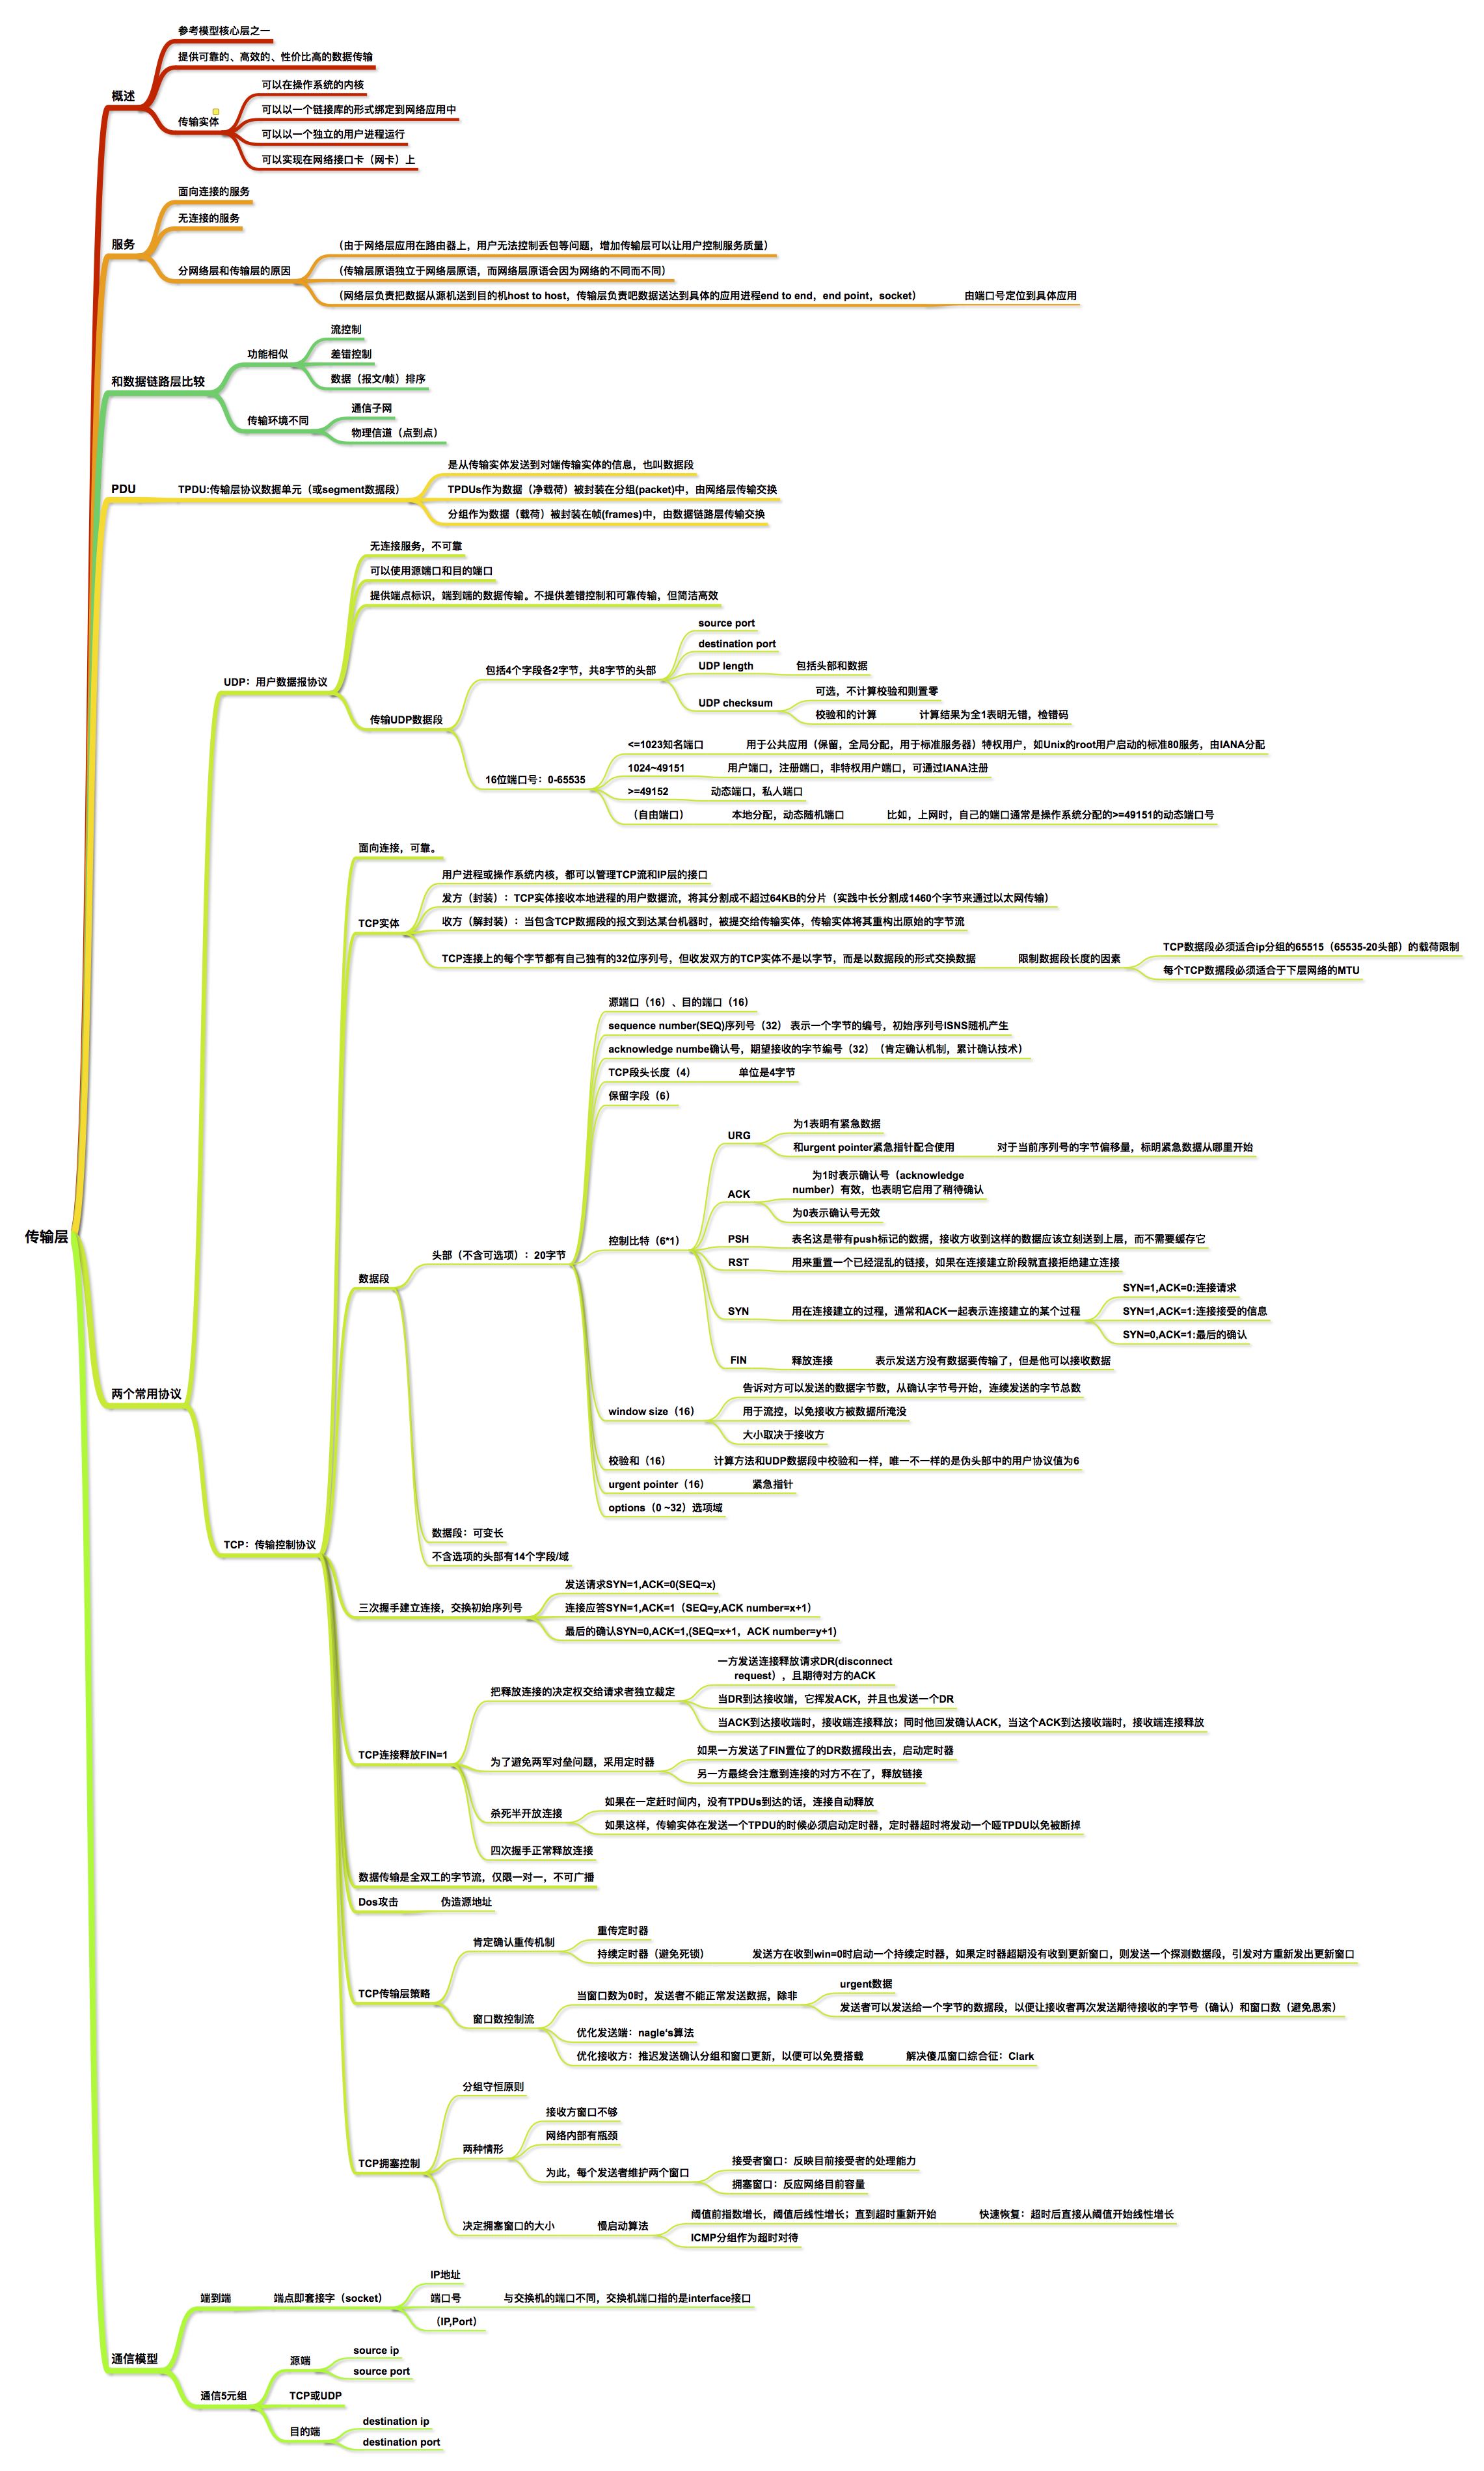 传输层
概述
参考模型核心层之一
提供可靠的、高效的、性价比高的数据传输
传输实体
可以在操作系统的内核
可以以一个链接库的形式绑定到网络应用中
可以以一个独立的用户进程运行
可以实现在网络接口卡（网卡）上
服务
面向连接的服务
无连接的服务
分网络层和传输层的原因
（由于网络层应用在路由器上，用户无法控制丢包等问题，增加传输层可以让用户控制服务质量）
（传输层原语独立于网络层原语，而网络层原语会因为网络的不同而不同）
（网络层负责把数据从源机送到目的机host to host，传输层负责吧数据送达到具体的应用进程end to end，end point，socket）
由端口号定位到具体应用
和数据链路层比较
功能相似
流控制
差错控制
数据（报文/帧）排序
传输环境不同
通信子网
物理信道（点到点）
PDU
TPDU:传输层协议数据单元（或segment数据段）
是从传输实体发送到对端传输实体的信息，也叫数据段
TPDUs作为数据（净载荷）被封装在分组(packet)中，由网络层传输交换
分组作为数据（载荷）被封装在帧(frames)中，由数据链路层传输交换
两个常用协议
UDP：用户数据报协议
无连接服务，不可靠
可以使用源端口和目的端口
提供端点标识，端到端的数据传输。不提供差错控制和可靠传输，但简洁高效
传输UDP数据段
包括4个字段各2字节，共8字节的头部
source port
destination port
UDP length
包括头部和数据
UDP checksum
可选，不计算校验和则置零
校验和的计算
计算结果为全1表明无错，检错码
16位端口号：0-65535
<=1023知名端口
用于公共应用（保留，全局分配，用于标准服务器）特权用户，如Unix的root用户启动的标准80服务，由IANA分配
1024~49151
用户端口，注册端口，非特权用户端口，可通过IANA注册
>=49152
动态端口，私人端口
（自由端口）
本地分配，动态随机端口
比如，上网时，自己的端口通常是操作系统分配的>=49151的动态端口号
TCP：传输控制协议
面向连接，可靠。
TCP实体
用户进程或操作系统内核，都可以管理TCP流和IP层的接口
发方（封装）：TCP实体接收本地进程的用户数据流，将其分割成不超过64KB的分片（实践中长分割成1460个字节来通过以太网传输）
收方（解封装）：当包含TCP数据段的报文到达某台机器时，被提交给传输实体，传输实体将其重构出原始的字节流
TCP连接上的每个字节都有自己独有的32位序列号，但收发双方的TCP实体不是以字节，而是以数据段的形式交换数据
限制数据段长度的因素
TCP数据段必须适合ip分组的65515（65535-20头部）的载荷限制
每个TCP数据段必须适合于下层网络的MTU
数据段
头部（不含可选项）：20字节
源端口（16）、目的端口（16）
sequence number(SEQ)序列号（32） 表示一个字节的编号，初始序列号ISNS随机产生
acknowledge numbe确认号，期望接收的字节编号（32）（肯定确认机制，累计确认技术）
TCP段头长度（4）
单位是4字节
保留字段（6）
控制比特（6*1）
URG
为1表明有紧急数据
和urgent pointer紧急指针配合使用
对于当前序列号的字节偏移量，标明紧急数据从哪里开始
ACK
为1时表示确认号（acknowledge
number）有效，也表明它启用了稍待确认
为0表示确认号无效
PSH
表名这是带有push标记的数据，接收方收到这样的数据应该立刻送到上层，而不需要缓存它
RST
用来重置一个已经混乱的链接，如果在连接建立阶段就直接拒绝建立连接
SYN
用在连接建立的过程，通常和ACK一起表示连接建立的某个过程
SYN=1,ACK=0:连接请求
SYN=1,ACK=1:连接接受的信息
SYN=0,ACK=1:最后的确认
FIN
释放连接
表示发送方没有数据要传输了，但是他可以接收数据
window size（16）
告诉对方可以发送的数据字节数，从确认字节号开始，连续发送的字节总数
用于流控，以免接收方被数据所淹没
大小取决于接收方
校验和（16）
计算方法和UDP数据段中校验和一样，唯一不一样的是伪头部中的用户协议值为6
urgent pointer（16）
紧急指针
options（0 ~32）选项域
数据段：可变长
不含选项的头部有14个字段/域
三次握手建立连接，交换初始序列号
发送请求SYN=1,ACK=0(SEQ=x)
连接应答SYN=1,ACK=1（SEQ=y,ACK number=x+1）
最后的确认SYN=0,ACK=1,(SEQ=x+1，ACK number=y+1)
TCP连接释放FIN=1
把释放连接的决定权交给请求者独立裁定
一方发送连接释放请求DR(disconnect
request），且期待对方的ACK
当DR到达接收端，它挥发ACK，并且也发送一个DR
当ACK到达接收端时，接收端连接释放；同时他回发确认ACK，当这个ACK到达接收端时，接收端连接释放
为了避免两军对垒问题，采用定时器
如果一方发送了FIN置位了的DR数据段出去，启动定时器
另一方最终会注意到连接的对方不在了，释放链接
杀死半开放连接
如果在一定赶时间内，没有TPDUs到达的话，连接自动释放
如果这样，传输实体在发送一个TPDU的时候必须启动定时器，定时器超时将发动一个哑TPDU以免被断掉
四次握手正常释放连接
数据传输是全双工的字节流，仅限一对一，不可广播
Dos攻击
伪造源地址
TCP传输层策略
肯定确认重传机制
重传定时器
持续定时器（避免死锁）
发送方在收到win=0时启动一个持续定时器，如果定时器超期没有收到更新窗口，则发送一个探测数据段，引发对方重新发出更新窗口
窗口数控制流
当窗口数为0时，发送者不能正常发送数据，除非
urgent数据
发送者可以发送给一个字节的数据段，以便让接收者再次发送期待接收的字节号（确认）和窗口数（避免思索）
优化发送端：nagle's算法
优化接收方：推迟发送确认分组和窗口更新，以便可以免费搭载
解决傻瓜窗口综合征：Clark
TCP拥塞控制
分组守恒原则
两种情形
接收方窗口不够
网络内部有瓶颈
为此，每个发送者维护两个窗口
接受者窗口：反映目前接受者的处理能力
拥塞窗口：反应网络目前容量
决定拥塞窗口的大小
慢启动算法
阈值前指数增长，阈值后线性增长；直到超时重新开始
快速恢复：超时后直接从阈值开始线性增长
ICMP分组作为超时对待
通信模型
端到端
端点即套接字（socket）
IP地址
端口号
与交换机的端口不同，交换机端口指的是interface接口
（IP,Port）
通信5元组
源端
source ip
source port
TCP或UDP
目的端
destination ip
destination port